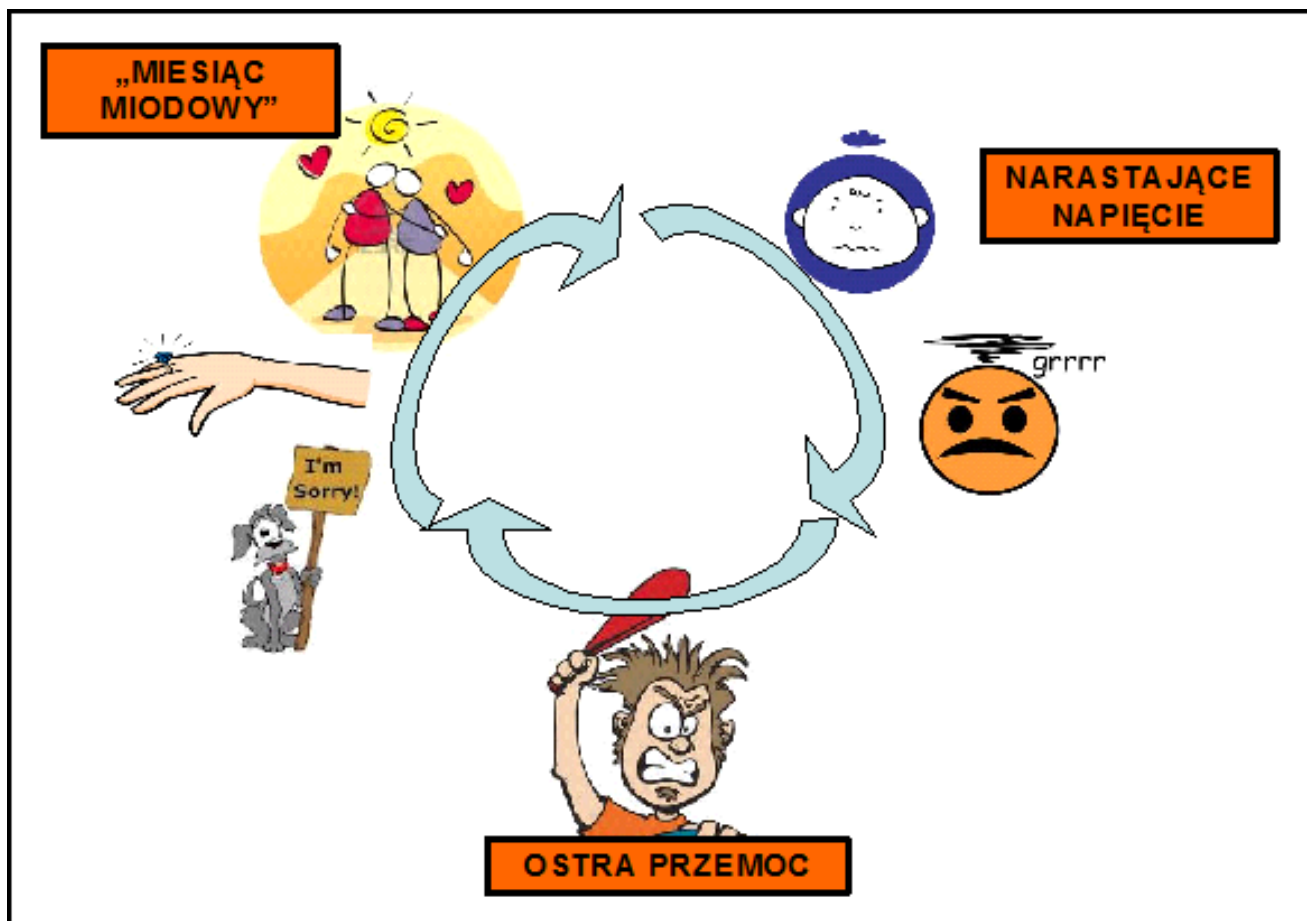 „MIESIĄC
MIODOWY”
NARASTAJĄCE
NAPIĘCIE
grrrr
I'm
Sorry!
OSTRA PRZEMOC